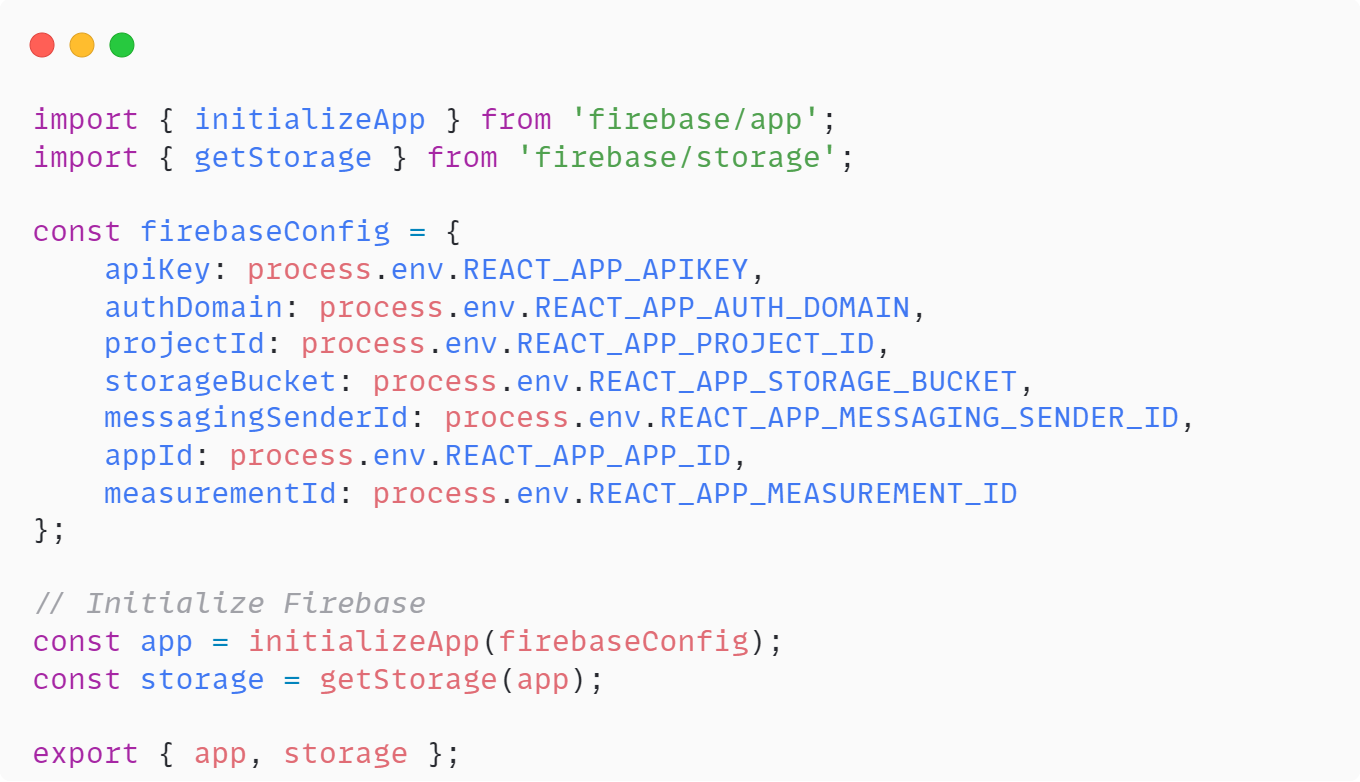 import { initializeApp } from 'firebase/app';
import { getStorage } from 'firebase/storage';

const firebaseConfig = {
    apiKey: process.env.REACT_APP_APIKEY,
    authDomain: process.env.REACT_APP_AUTH_DOMAIN,
    projectId: process.env.REACT_APP_PROJECT_ID,
    storageBucket: process.env.REACT_APP_STORAGE_BUCKET,
    messagingSenderId: process.env.REACT_APP_MESSAGING_SENDER_ID,
    appId: process.env.REACT_APP_APP_ID,
    measurementId: process.env.REACT_APP_MEASUREMENT_ID
};

// Initialize Firebase
const app = initializeApp(firebaseConfig);
const storage = getStorage(app);

export { app, storage };